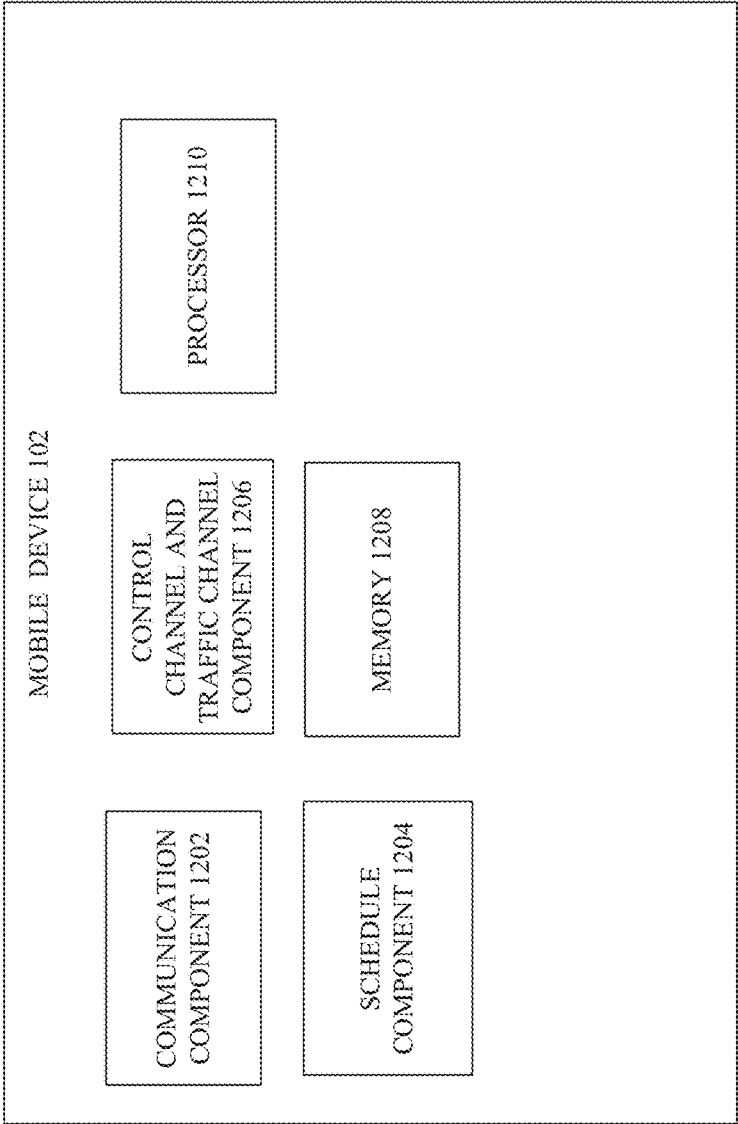 MOBILE DEVICE 102
COMMUNICATION
COMPONENT 1202
CONTROL
CHANNEL AND
TRAFFIC CHANNEL
COMPONENT 1206
PROCESSOR 1210
SCHEDULE
COMPONENT 1204
MEMORY 1208